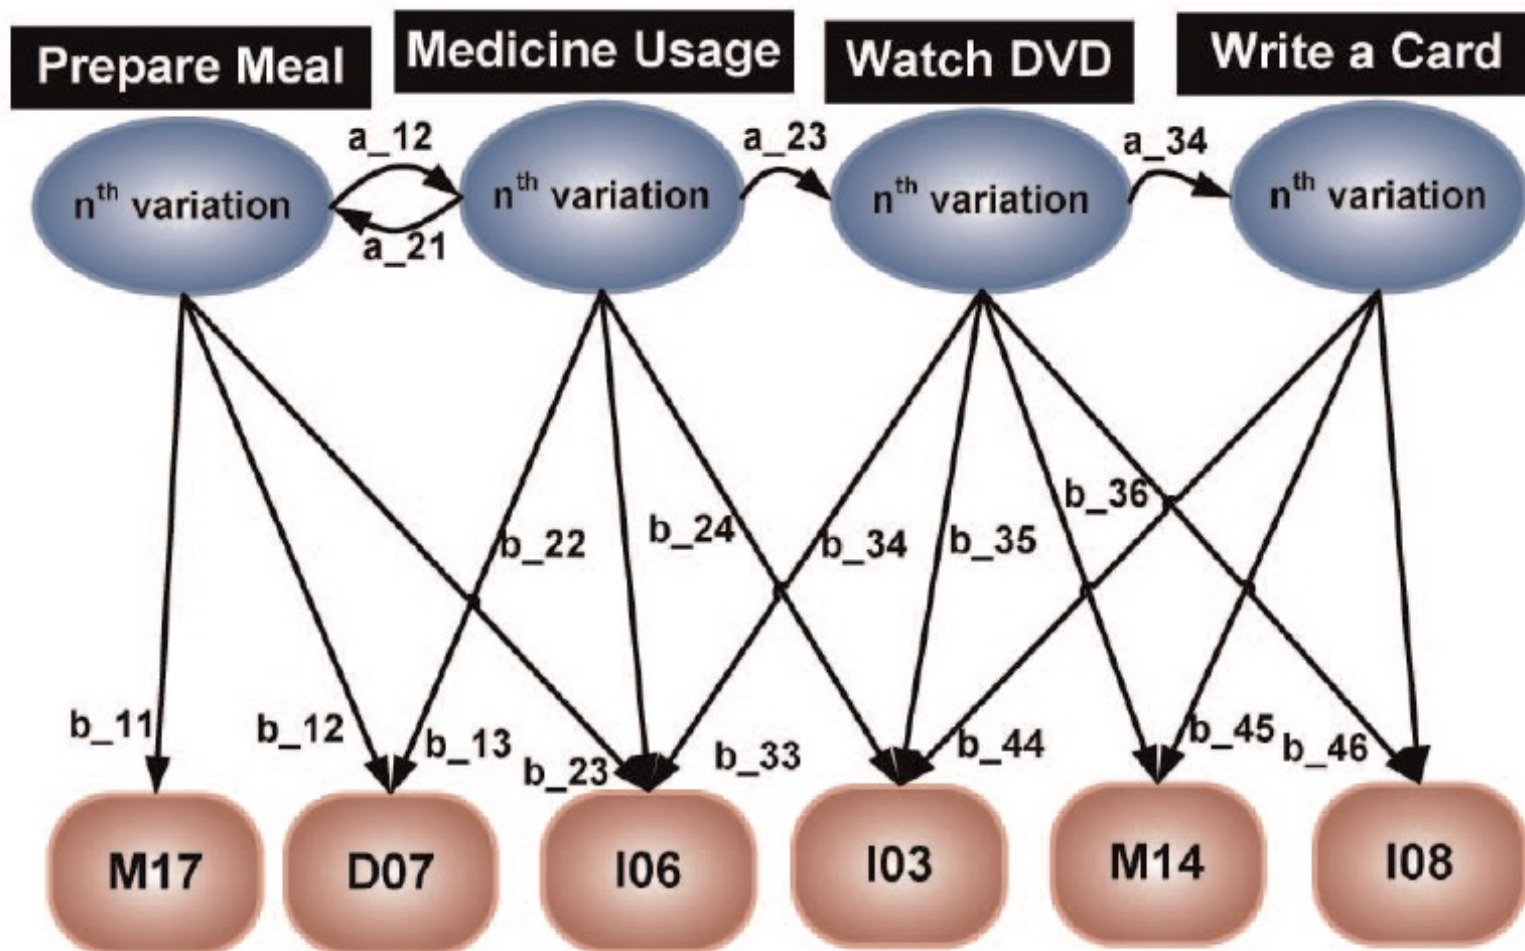 Prepare Meal
Medicine Usage
Watch DVD
Write a Card
a_12
a_23
a_34
nth variation
nth variation
nth variation
nth variation
a_21
b_22
b_24
b_34
b_35
b_36
b_11
b_12
b_13
b_23
b_33
b_44
b_45
b_46
M17
D07
I06
I03
M14
I08